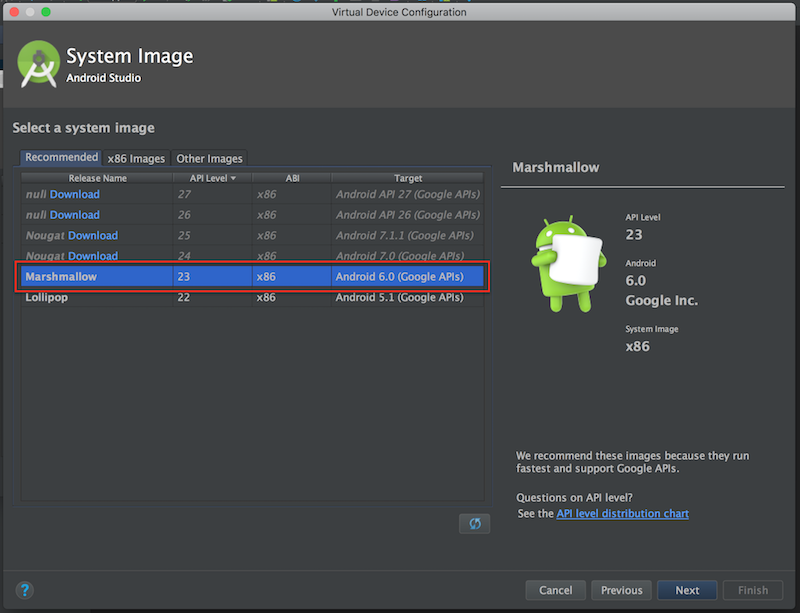 Virtual Device Configuration
System Image
Android Studio
Select a system image
Recommended x86 Images Other Images
Release Name API Level ▼ ABI Target
null Download 27 x86 Android API 27 (Google APIs)
null Download 26 x86 Android API 26 (Google APIs)
Nougat Download 25 x86 Android 7.1.1 (Google APIs)
Nougat Download 24 x86 Android 7.0 (Google APIs)
Marshmallow 23 x86 Android 6.0 (Google APIs)
Lollipop 22 x86 Android 5.1 (Google APIs)
Marshmallow
API Level
23
Android
6.0
Google Inc.
System Image
x86
We recommend these images because they run
fastest and support Google APIs.
Questions on API level?
See the API level distribution chart
?
Cancel Previous Next Finish